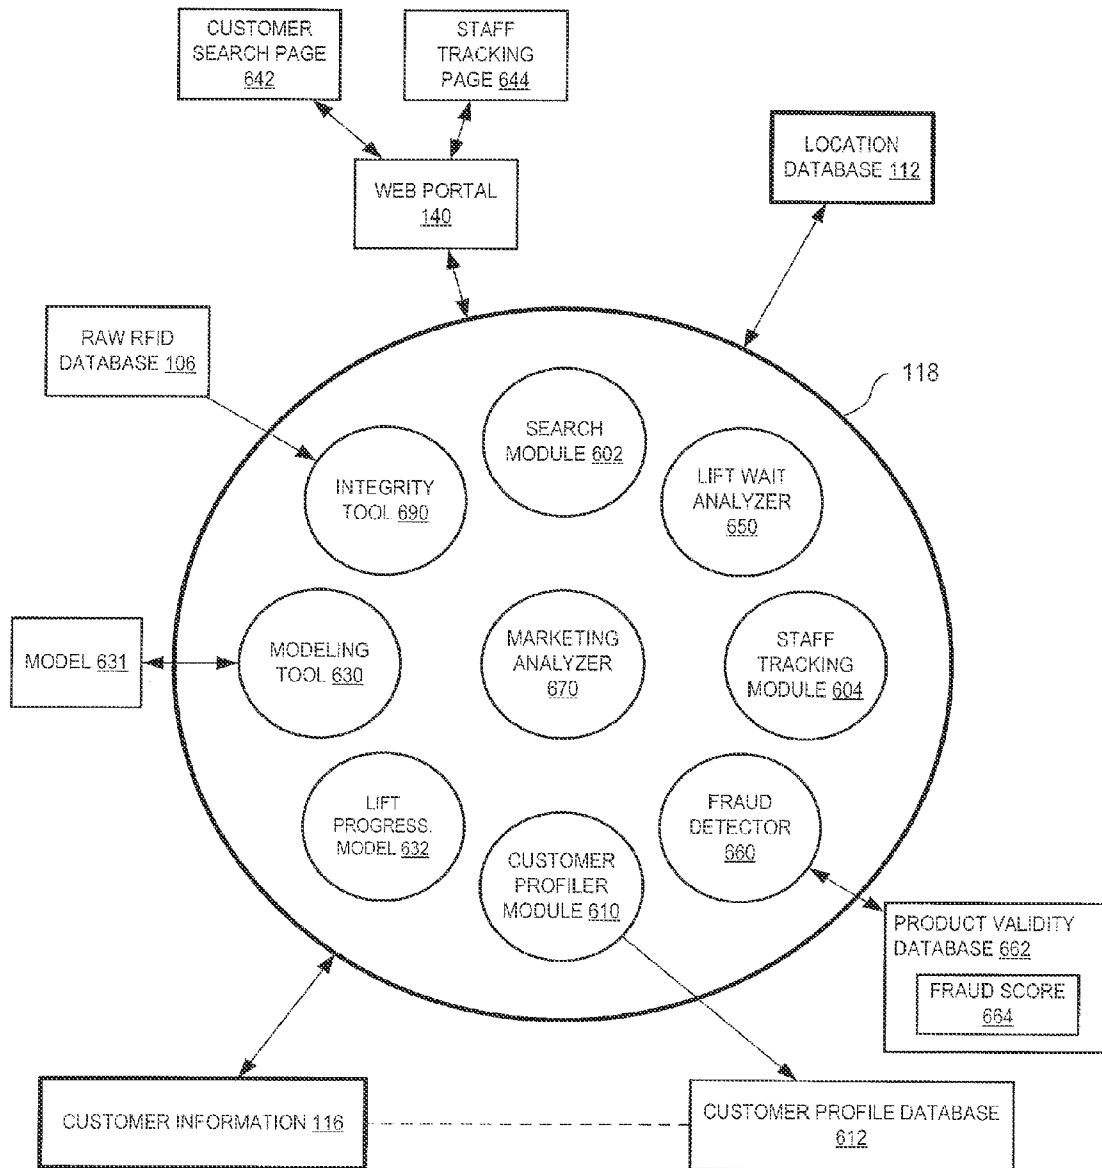 CUSTOMER
SEARCH PAGE
642
STAFF
TRACKING
PAGE 644
LOCATION
DATABASE 112
WEB PORTAL
140
RAW RFID
DATABASE 106
118
SEARCH
MODULE 602
INTEGRITY
TOOL 690
LIFT WAIT
ANALYZER
650
MODEL 631
MODELING
TOOL 630
MARKETING
ANALYZER
670
STAFF
TRACKING
MODULE 604
LIFT
PROGRESS.
MODEL 632
FRAUD
DETECTOR
660
CUSTOMER
PROFILER
MODULE 610
PRODUCT VALIDITY
DATABASE 662
FRAUD SCORE
664
CUSTOMER INFORMATION 116
CUSTOMER PROFILE DATABASE
612